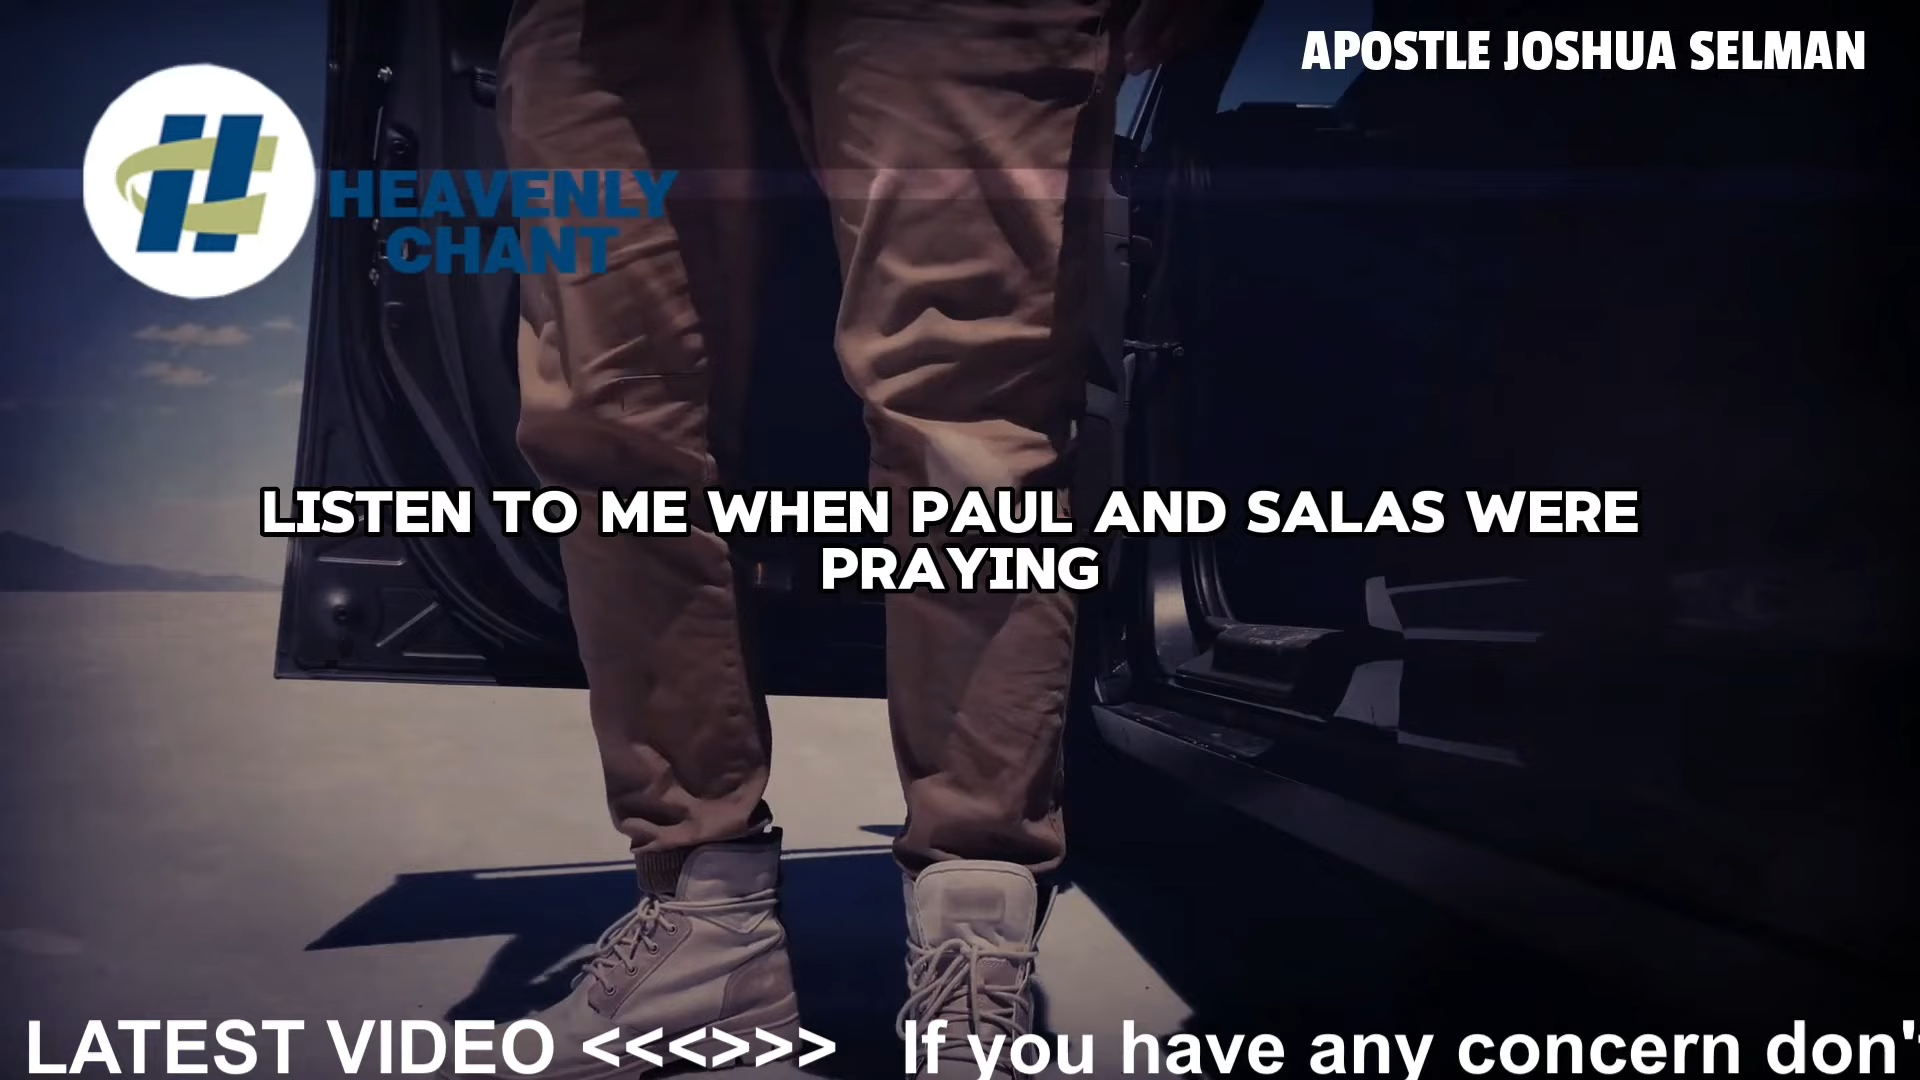 APOSTLE JOSHUA SELMAN
HEAVENLY
CHANT
LISTEN TO ME WHEN PAUL AND SALAS WERE
PRAYING
LATEST VIDEO <<<>>> If you have any concern don'